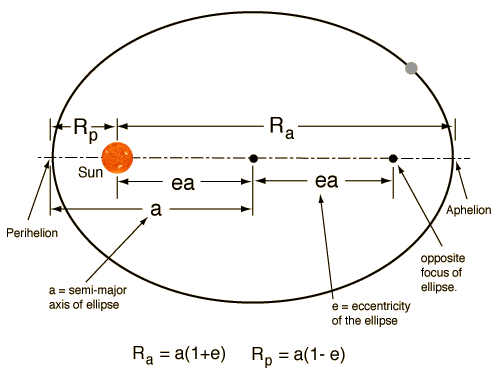 Rp
Ra
Sun
ea
ea
a
Perihelion
Aphelion
a = semi-major
axis of ellipse
opposite
focus of
ellipse.
e = eccentricity
of the ellipse
Ra = a(1+e) Rp = a(1- e)